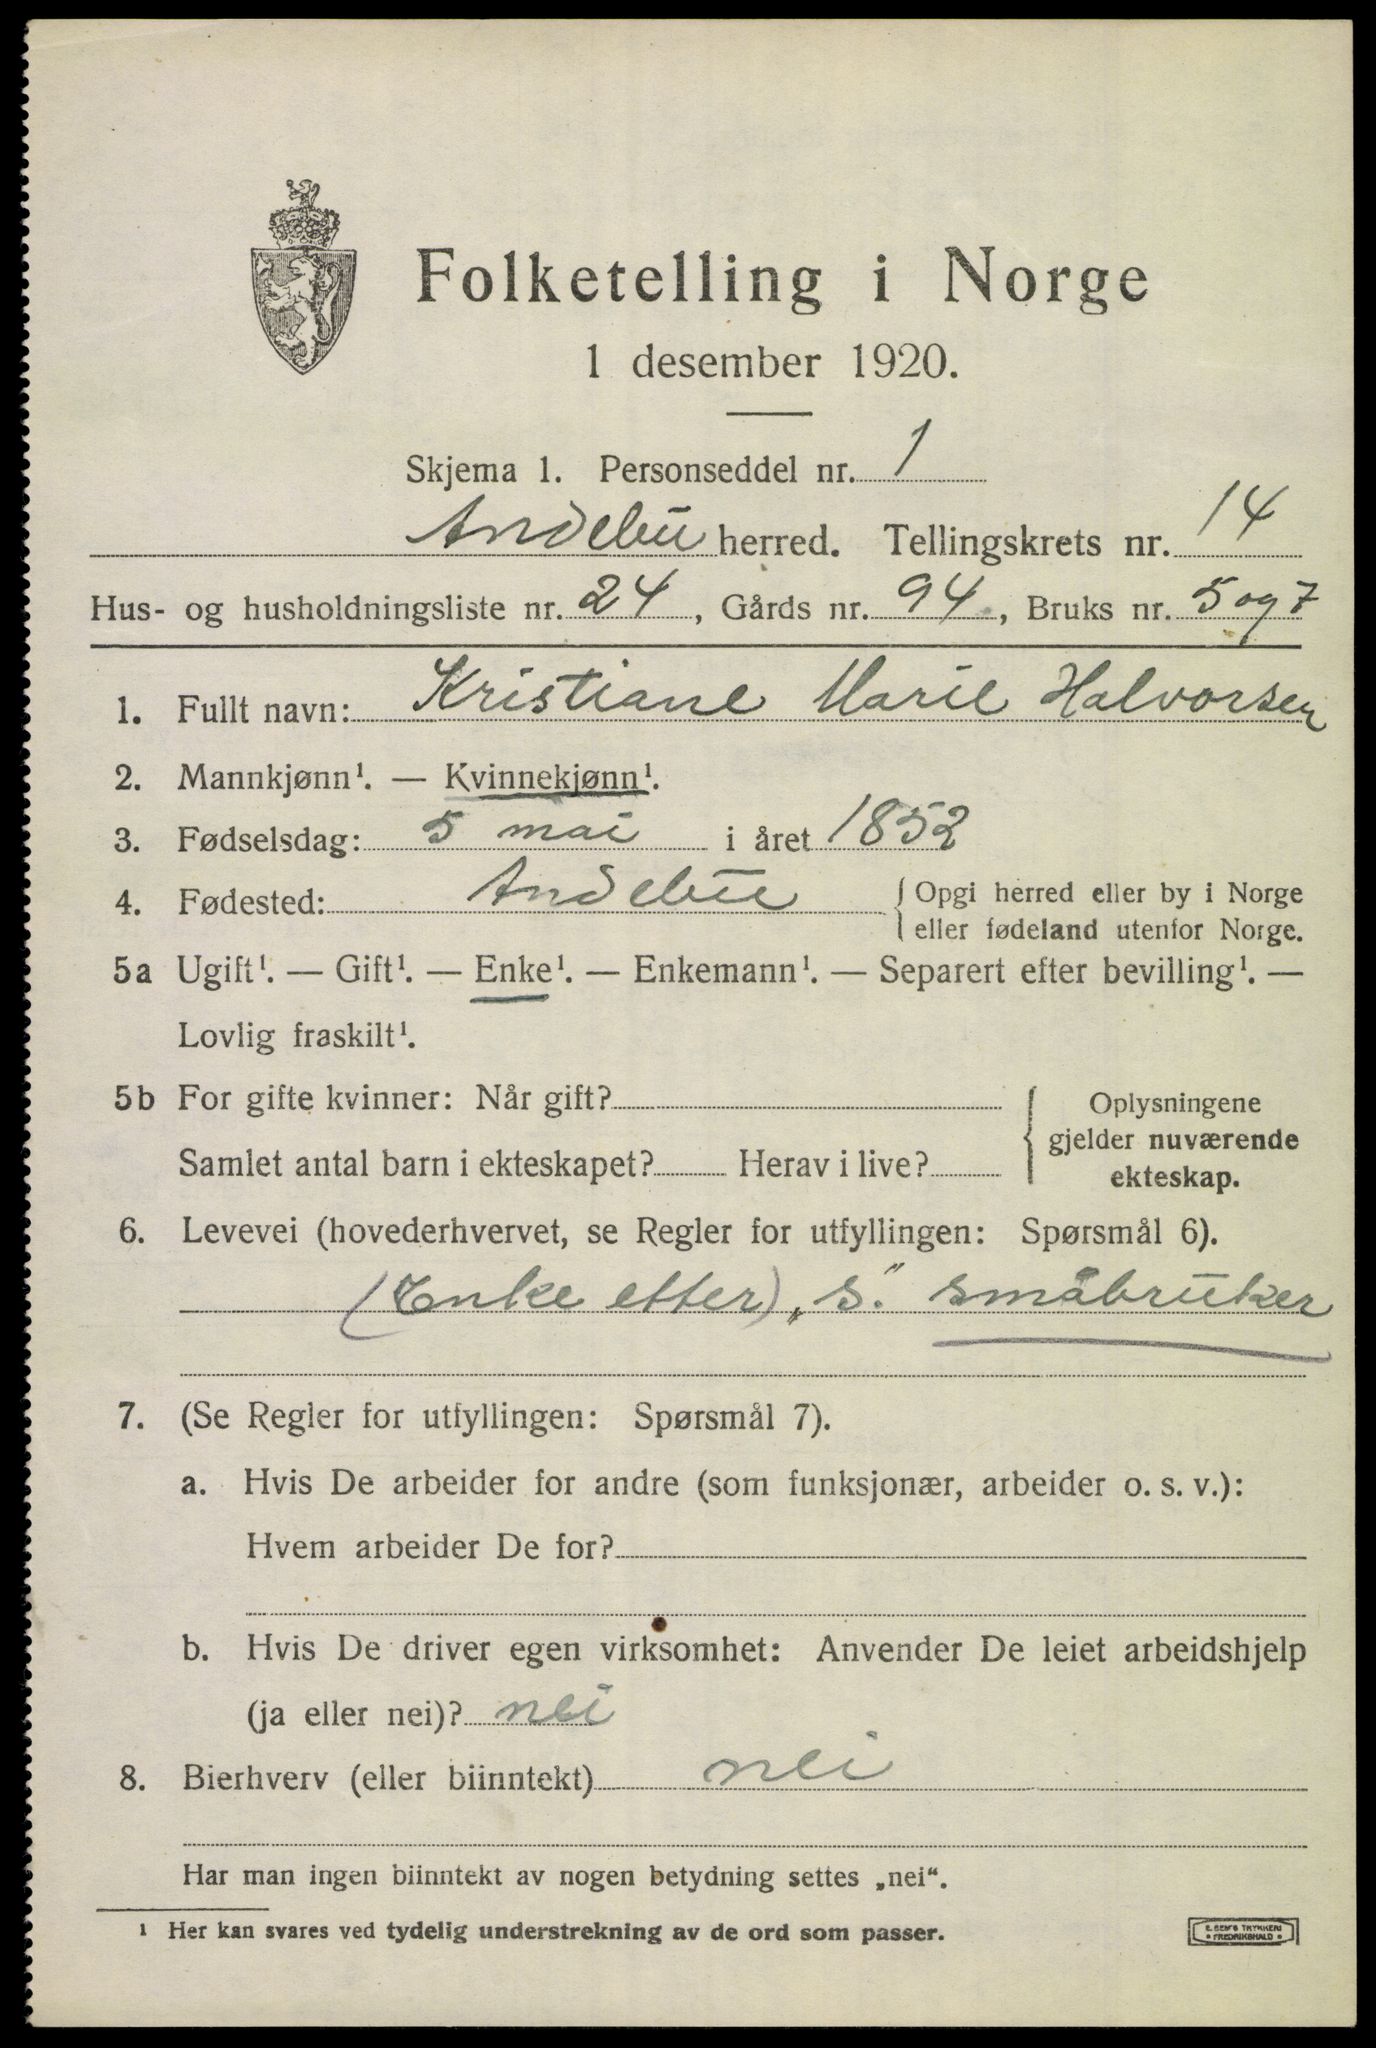 Folketelling i Norge
1 desember 1920.
Skjema 1. Personseddel nr. 1
Andebu herred. Tellingskrets nr. 14
Hus- og husholdningsliste nr. 24, Gårds nr. 94, Bruks nr. 5 og 7
1. Fullt navn: Kristiane Marie Halvorsen
2. Mannkjønn¹. — Kvinnekjønn¹.
3. Fødselsdag: 5 mai i året 1852
4. Fødested: Andebu { Opgi herred eller by i Norge
eller fødeland utenfor Norge.
5a Ugift¹. — Gift¹. — Enke¹. — Enkemann¹. — Separert efter bevilling¹. —
Lovlig fraskilt¹.
5b For gifte kvinner: Når gift?
Samlet antal barn i ekteskapet? Herav i live?
{ Oplysningene
gjelder nuværende
ekteskap.
6. Levevei (hovederhvervet, se Regler for utfyllingen: Spørsmål 6).
(Enke etter) „s.“ småbruker
7. (Se Regler for utfyllingen: Spørsmål 7).
a. Hvis De arbeider for andre (som funksjonær, arbeider o. s. v.):
Hvem arbeider De for?
b. Hvis De driver egen virksomhet: Anvender De leiet arbeidshjelp
(ja eller nei)? nei
8. Bierhverv (eller biinntekt) nei
Har man ingen biinntekt av nogen betydning settes „nei“.
¹ Her kan svares ved tydelig understrekning av de ord som passer.
E. SEM'S TRYKKERI
• FREDRIKSHALD •